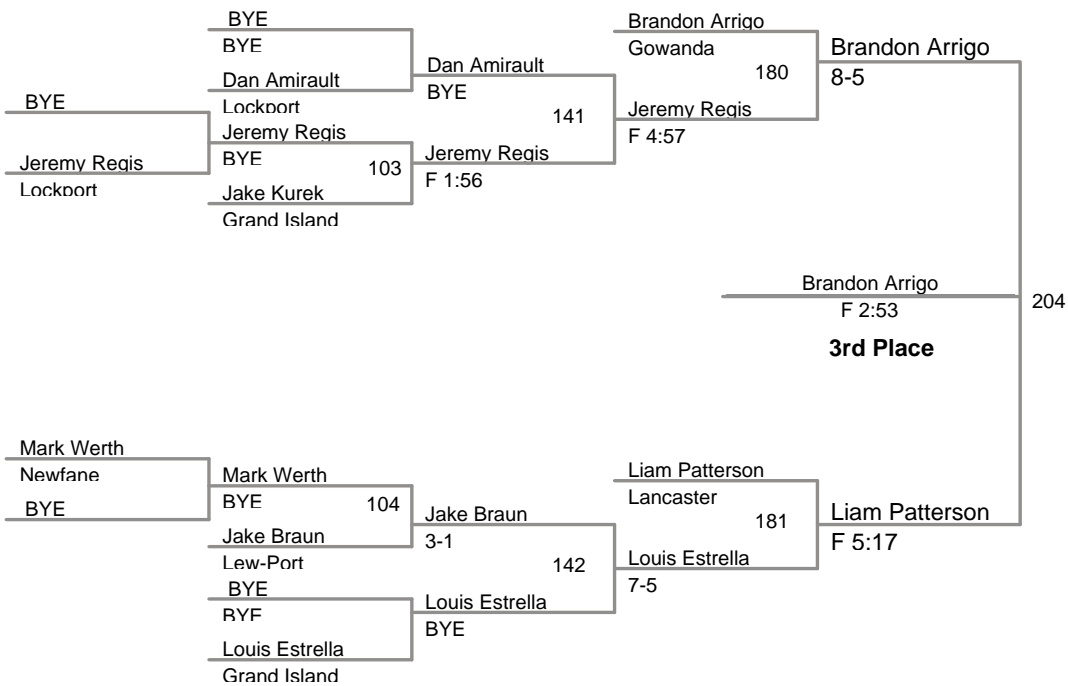 BYE
BYE
Dan Amirault
Lockport
BYE
Jeremy Regis
Lockport
Jeremy Regis
BYE
103
Jake Kurek
Grand Island
Dan Amirault
BYE
141
Jeremy Regis
F 1:56
Brandon Arrigo
Gowanda
180
Jeremy Regis
F 4:57
Brandon Arrigo
8-5
Brandon Arrigo
F 2:53
3rd Place
204
Mark Werth
Newfane
BYE
Mark Werth
BYE
104
Jake Braun
Lew-Port
BYE
BYE
Louis Estrella
Grand Island
Jake Braun
3-1
142
Louis Estrella
BYE
Liam Patterson
Lancaster
181
Louis Estrella
7-5
Liam Patterson
F 5:17